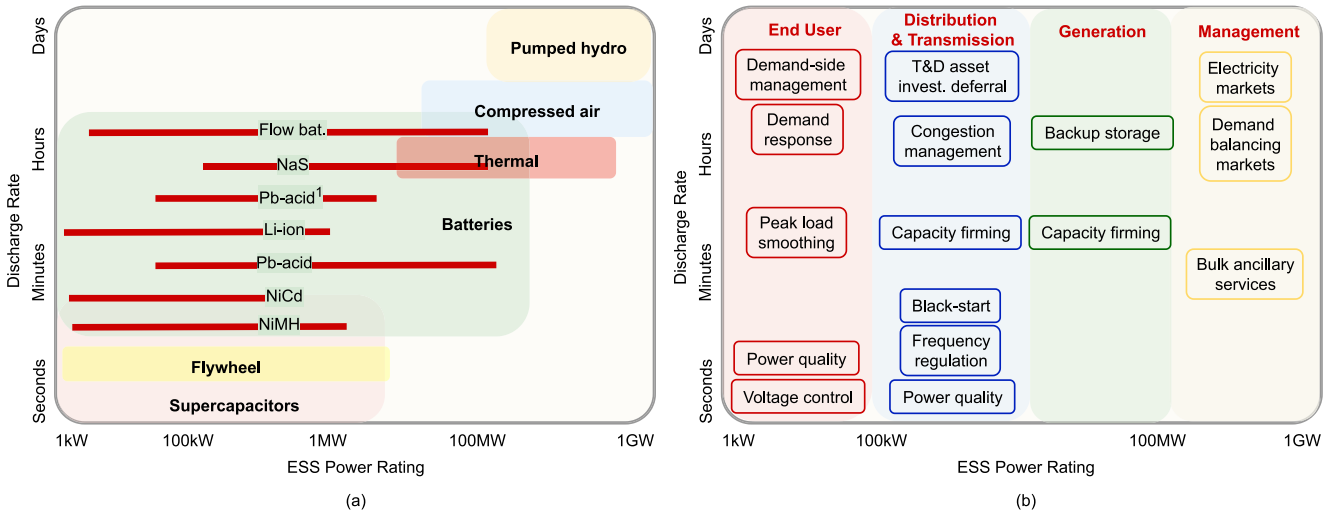 Days
Hours
Minutes
Seconds
Discharge Rate
Pumped hydro
Compressed air
Flow bat.
Thermal
NaS
Pb-acid¹
Batteries
Li-ion
Pb-acid
NiCd
NiMH
Flywheel
Supercapacitors
1kW
100kW
1MW
100MW
1GW
ESS Power Rating
(a)
Days
Hours
Minutes
Seconds
Discharge Rate
End User
Demand-side
management
Demand
response
Peak load
smoothing
Power quality
Voltage control
Distribution
& Transmission
T&D asset
invest. deferral
Congestion
management
Capacity firming
Black-start
Frequency
regulation
Power quality
Generation
Backup storage
Capacity firming
Management
Electricity
markets
Demand
balancing
markets
Bulk ancillary
services
1kW
100kW
100MW
1GW
ESS Power Rating
(b)